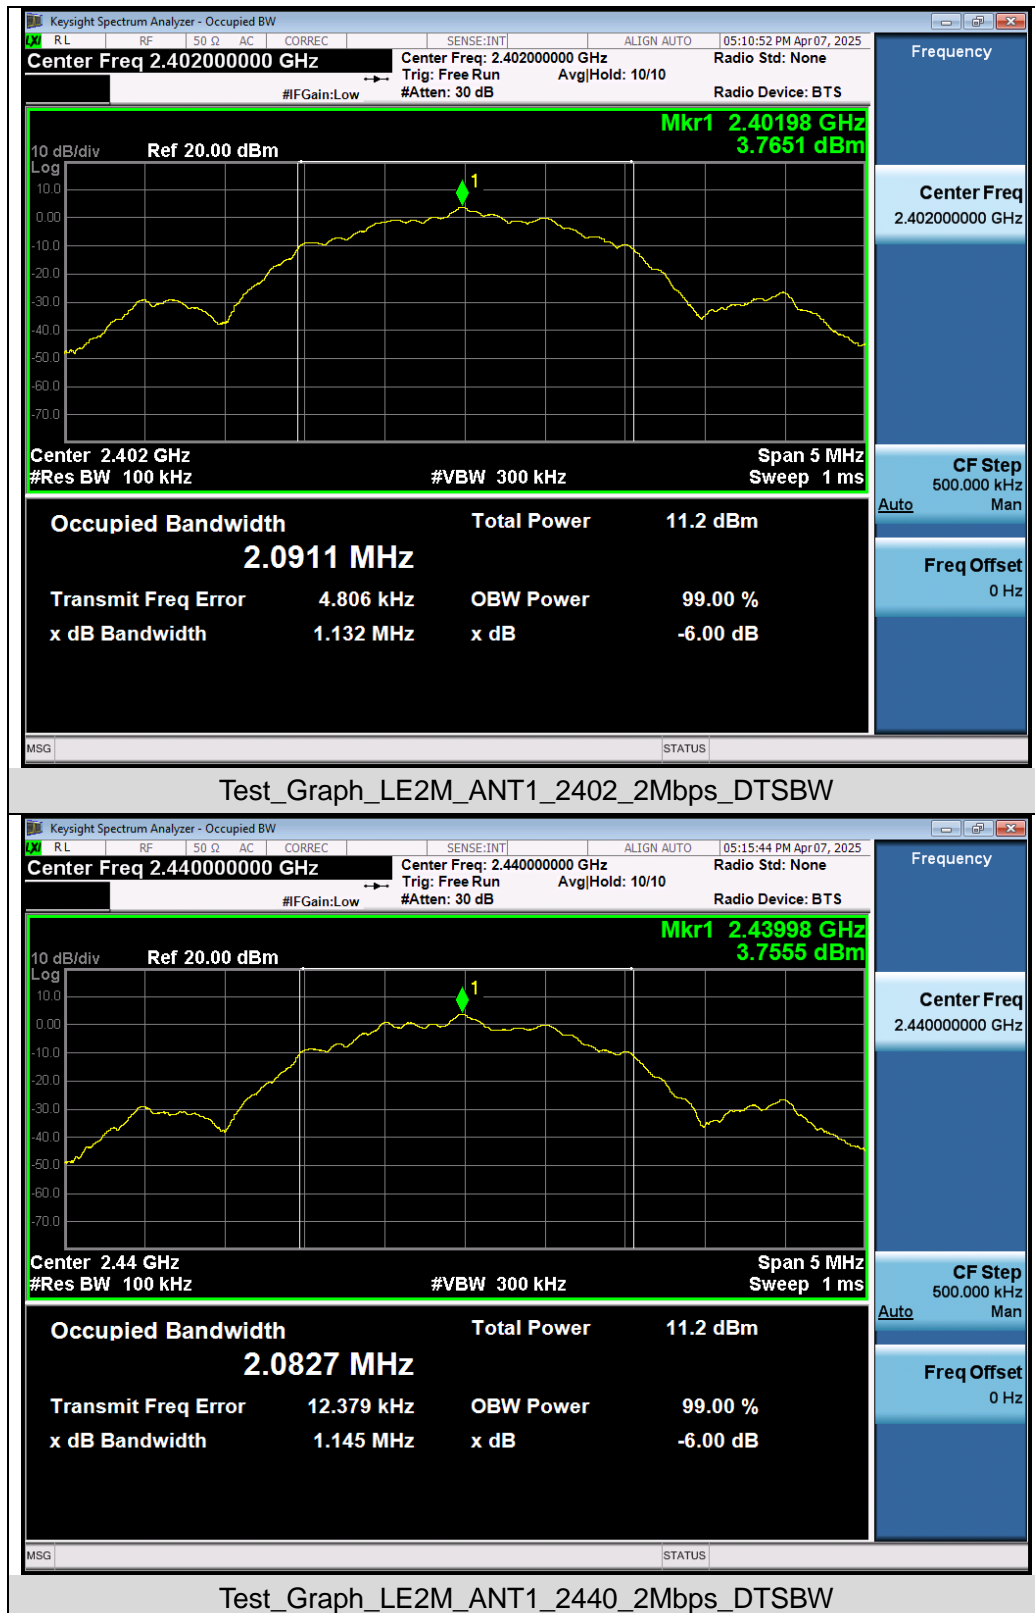 Keysight Spectrum Analyzer - Occupied BW
LXI RL RF 50 Ω AC CORREC SENSE:INT ALIGN AUTO 05:10:52 PM Apr 07, 2025
Center Freq 2.402000000 GHz Center Freq: 2.402000000 GHz Radio Std: None Frequency
Trig: Free Run Avg|Hold: 10/10
#IFGain:Low #Atten: 30 dB Radio Device: BTS
Mkr1 2.40198 GHz
10 dB/div Ref 20.00 dBm 3.7651 dBm
Log
10.0 1
Center Freq
2.402000000 GHz
0.00
-10.0
-20.0
-30.0
-40.0
-50.0
-60.0
-70.0
Center 2.402 GHz Span 5 MHz
#Res BW 100 kHz #VBW 300 kHz Sweep 1 ms
CF Step
500.000 kHz
Auto Man
Occupied Bandwidth Total Power 11.2 dBm
2.0911 MHz
Freq Offset
0 Hz
Transmit Freq Error 4.806 kHz OBW Power 99.00 %
x dB Bandwidth 1.132 MHz x dB -6.00 dB
MSG STATUS
Test_Graph_LE2M_ANT1_2402_2Mbps_DTSBW
Keysight Spectrum Analyzer - Occupied BW
LXI RL RF 50 Ω AC CORREC SENSE:INT ALIGN AUTO 05:15:44 PM Apr 07, 2025
Center Freq 2.440000000 GHz Center Freq: 2.440000000 GHz Radio Std: None Frequency
Trig: Free Run Avg|Hold: 10/10
#IFGain:Low #Atten: 30 dB Radio Device: BTS
Mkr1 2.43998 GHz
10 dB/div Ref 20.00 dBm 3.7555 dBm
Log
10.0 1
Center Freq
2.440000000 GHz
0.00
-10.0
-20.0
-30.0
-40.0
-50.0
-60.0
-70.0
Center 2.44 GHz Span 5 MHz
#Res BW 100 kHz #VBW 300 kHz Sweep 1 ms
CF Step
500.000 kHz
Auto Man
Occupied Bandwidth Total Power 11.2 dBm
2.0827 MHz
Freq Offset
0 Hz
Transmit Freq Error 12.379 kHz OBW Power 99.00 %
x dB Bandwidth 1.145 MHz x dB -6.00 dB
MSG STATUS
Test_Graph_LE2M_ANT1_2440_2Mbps_DTSBW